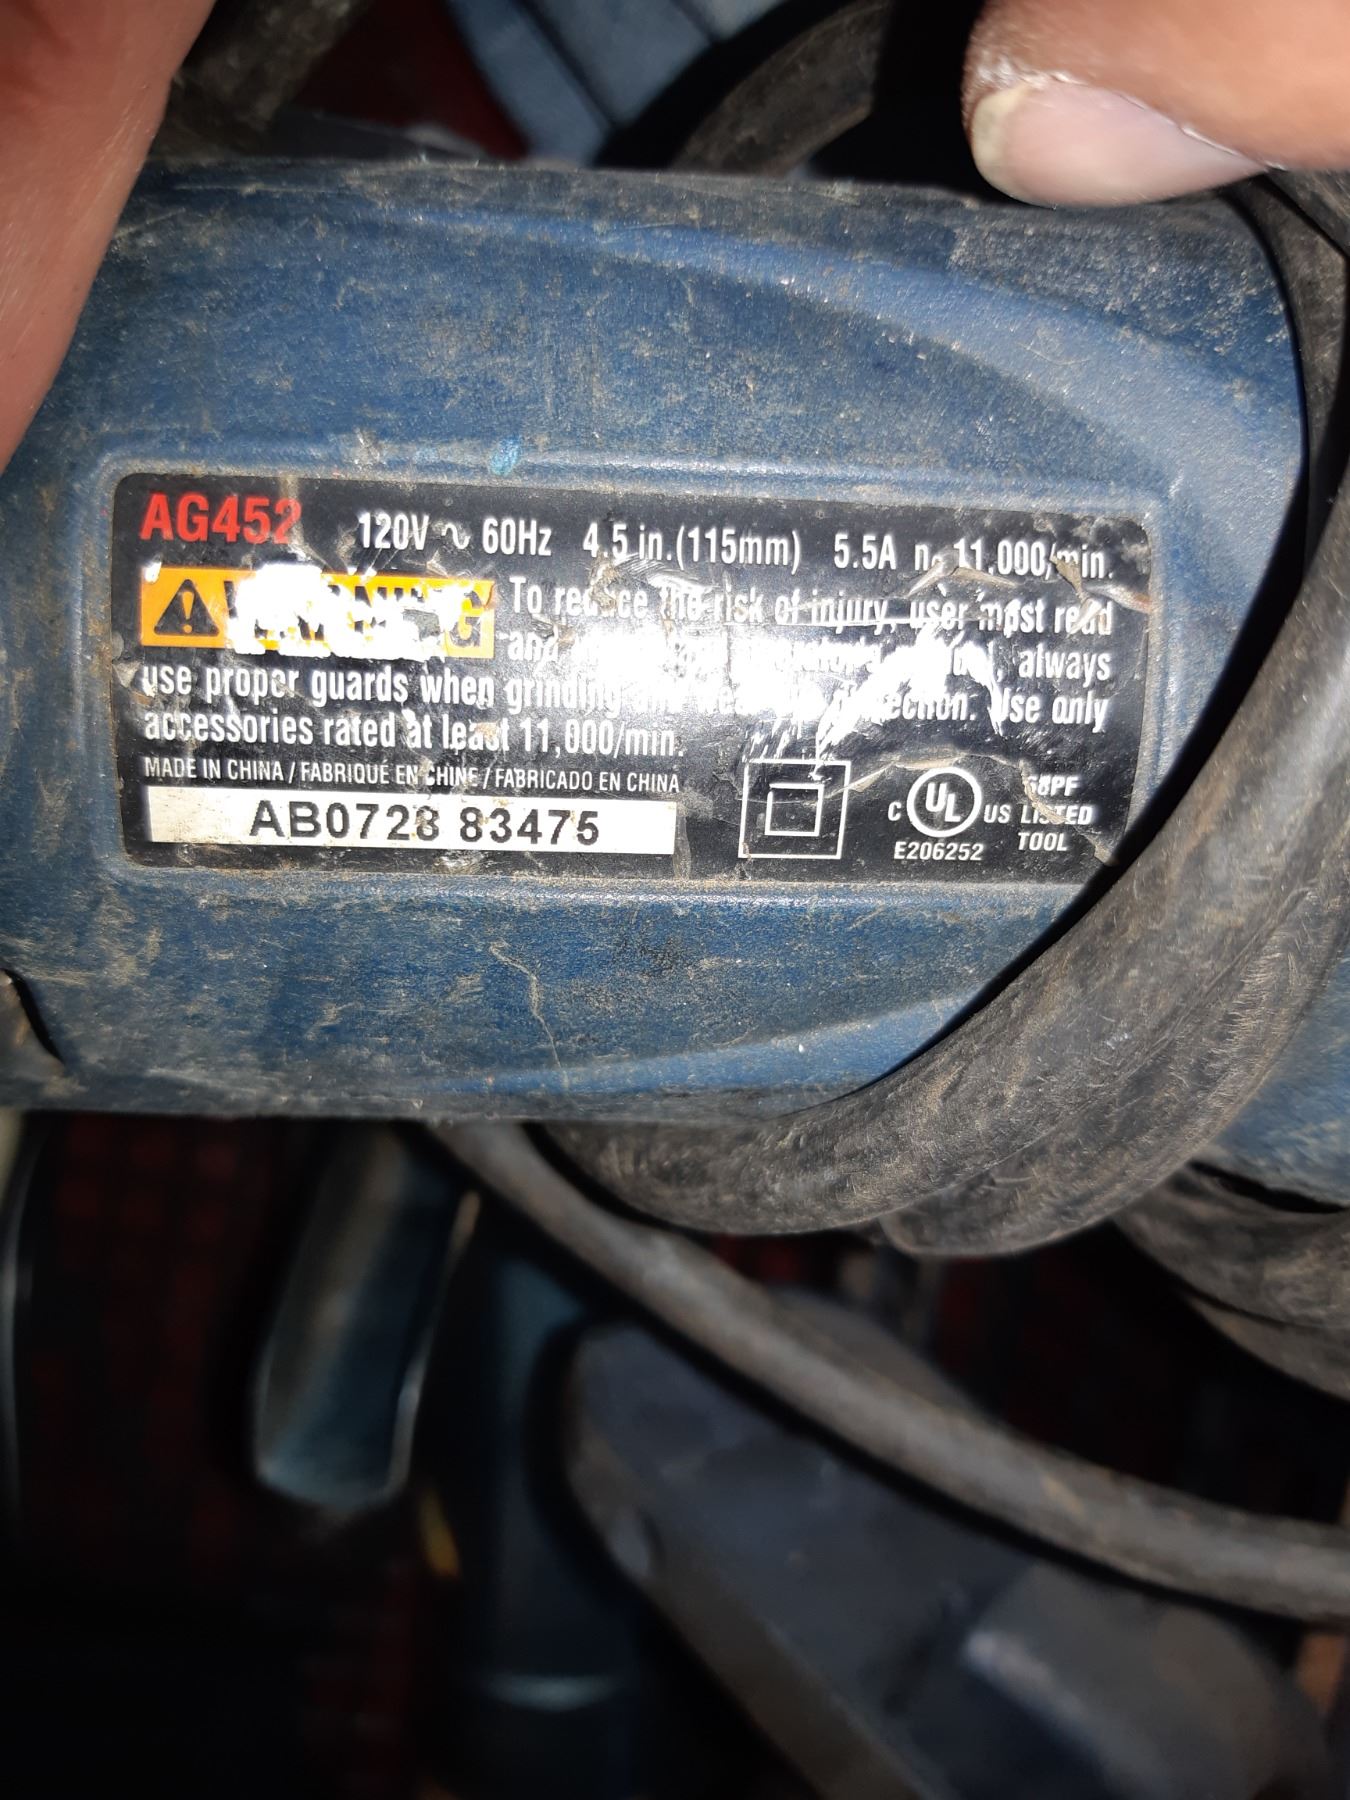 AG452 120V ~ 60Hz 4.5 in.(115mm) 5.5A n. 11,000/min.
To reduce the risk of injury, user must read
and always
use proper guards when grinding Use only
accessories rated at least 11,000/min.
MADE IN CHINA / FABRIQUÉ EN CHINE / FABRICADO EN CHINA
AB0728 83475
C UL US
E206252
68PF
LISTED
TOOL